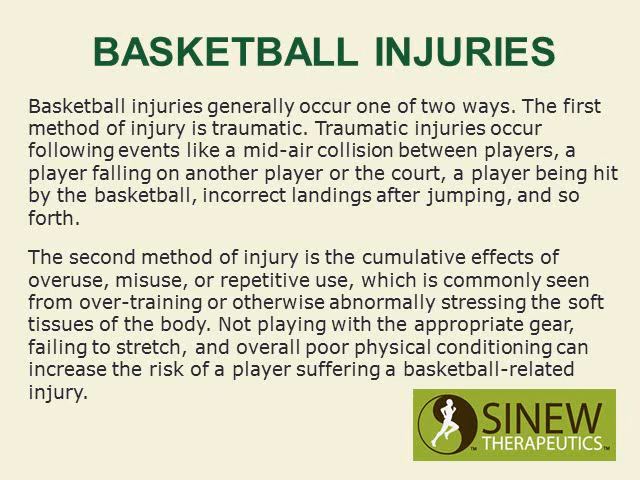 BASKETBALL INJURIES
Basketball injuries generally occur one of two ways. The first
method of injury is traumatic. Traumatic injuries occur
following events like a mid-air collision between players, a
player falling on another player or the court, a player being hit
by the basketball, incorrect landings after jumping, and so
forth.
The second method of injury is the cumulative effects of
overuse, misuse, or repetitive use, which is commonly seen
from over-training or otherwise abnormally stressing the soft
tissues of the body. Not playing with the appropriate gear,
failing to stretch, and overall poor physical conditioning can
increase the risk of a player suffering a basketball-related
injury.
SINEW
™ THERAPEUTICS™